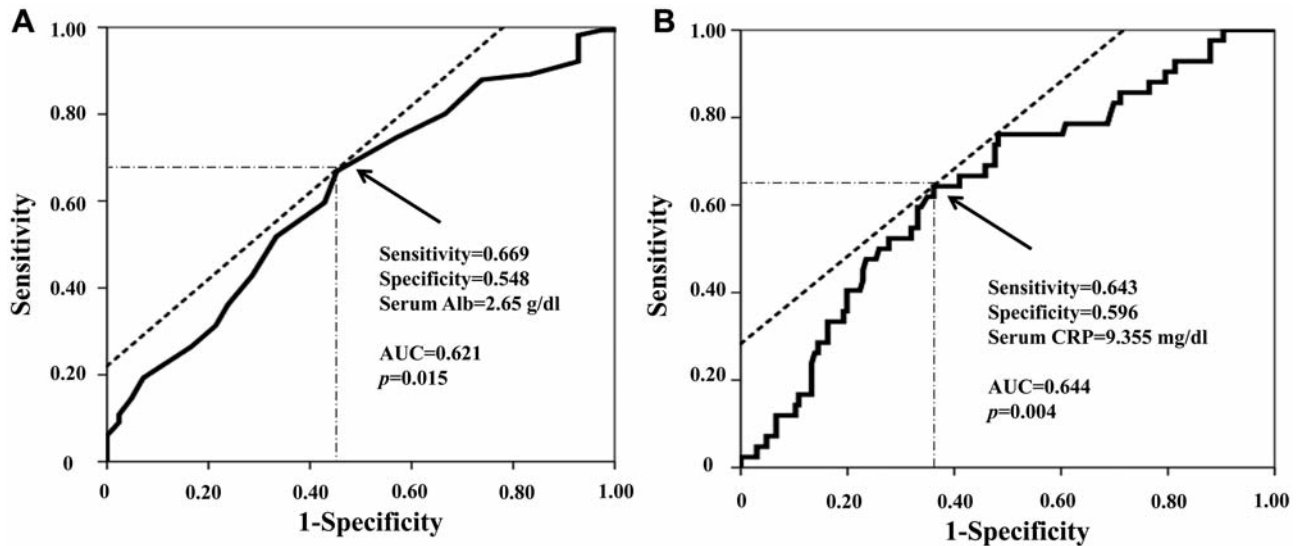 A
1.00
0.80
0.60
0.40
0.20
0
Sensitivity
Sensitivity=0.669
Specificity=0.548
Serum Alb=2.65 g/dl
AUC=0.621
p=0.015
0
0.20
0.40
0.60
0.80
1.00
1-Specificity
B
1.00
0.80
0.60
0.40
0.20
0
Sensitivity
Sensitivity=0.643
Specificity=0.596
Serum CRP=9.355 mg/dl
AUC=0.644
p=0.004
0
0.20
0.40
0.60
0.80
1.00
1-Specificity